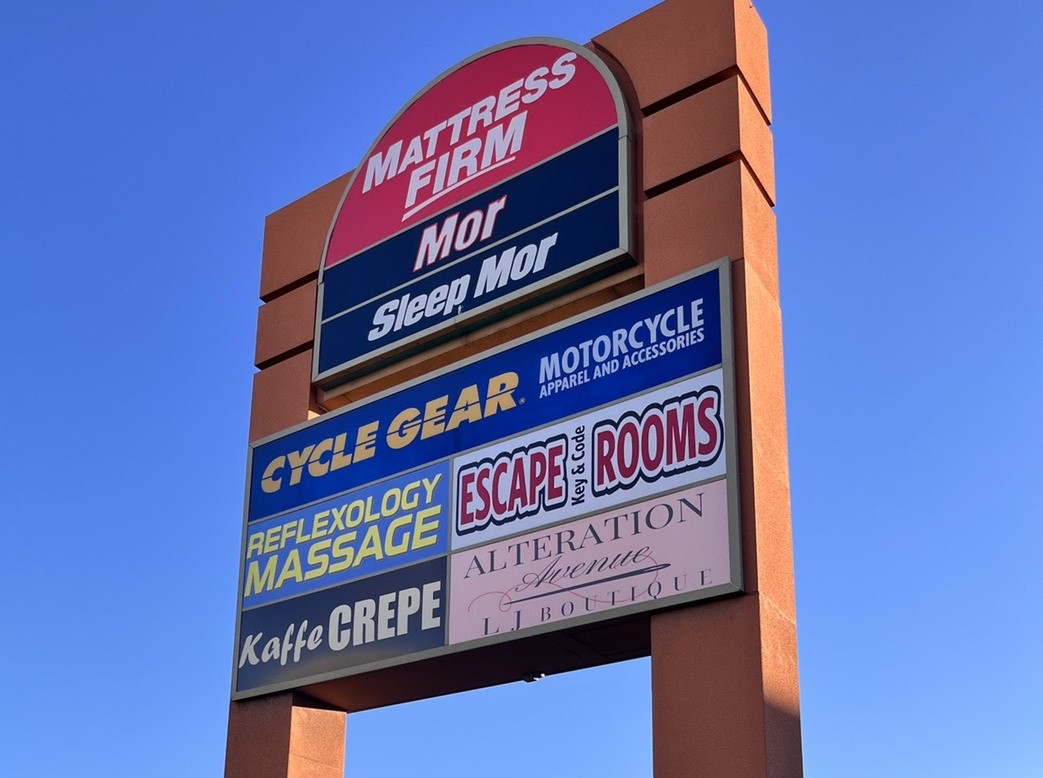 MATTRESS
FIRM
Mor
Sleep Mor
CYCLE GEAR®
MOTORCYCLE
APPAREL AND ACCESSORIES
REFLEXOLOGY
MASSAGE
ESCAPE Key & Code ROOMS
Kaffe CREPE
ALTERATION
Avenue
L J BOUTIQUE